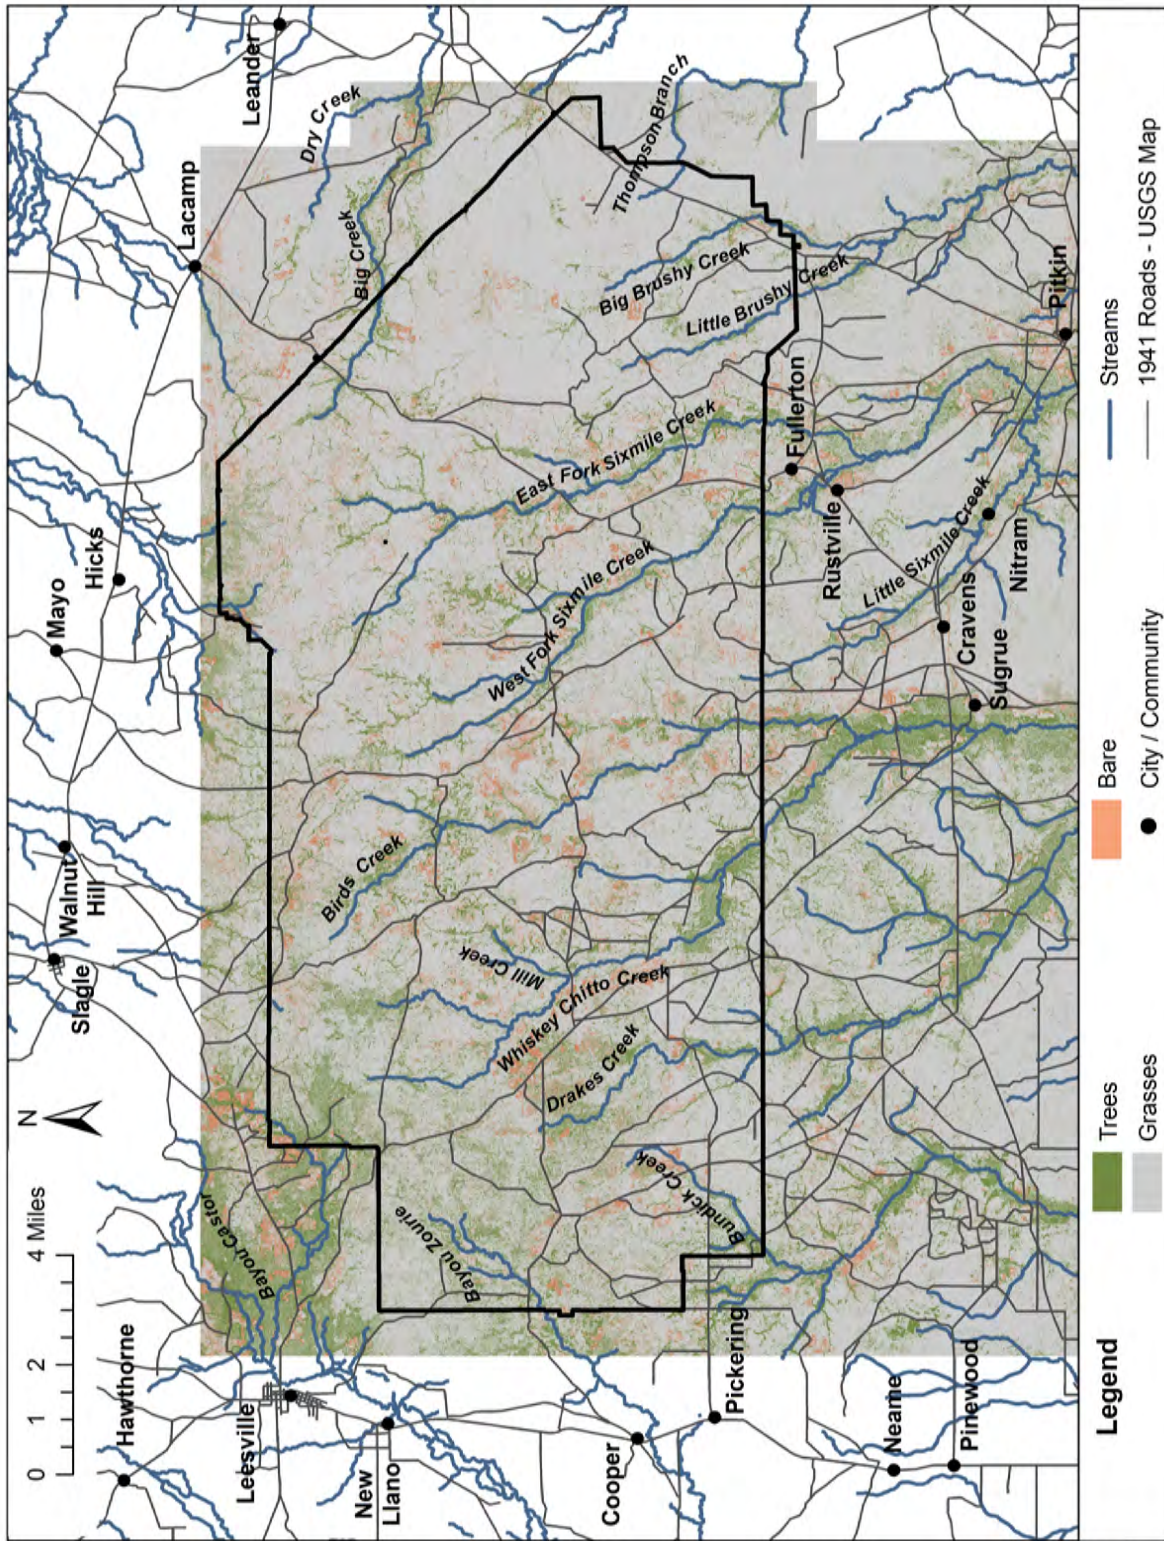 0 1 2 4 Miles
N
Hawthorne
Leesville
New
Llano
Cooper
Pickering
Neame
Pinewood
Slagle
Walnut
Hill
Mayo
Hicks
Lacamp
Leander
Bayou Castor
Bayou Zourie
Bundick Creek
Drakes Creek
Whiskey Chitto Creek
Mill Creek
Birds Creek
West Fork Sixmile Creek
East Fork Sixmile Creek
Big Creek
Dry Creek
Thompson Branch
Big Brushy Creek
Little Brushy Creek
Little Sixmile Creek
Fullerton
Rustville
Cravens
Sugrue
Nitram
Pitkin
Legend
Trees
Grasses
Bare
City / Community
Streams
1941 Roads - USGS Map